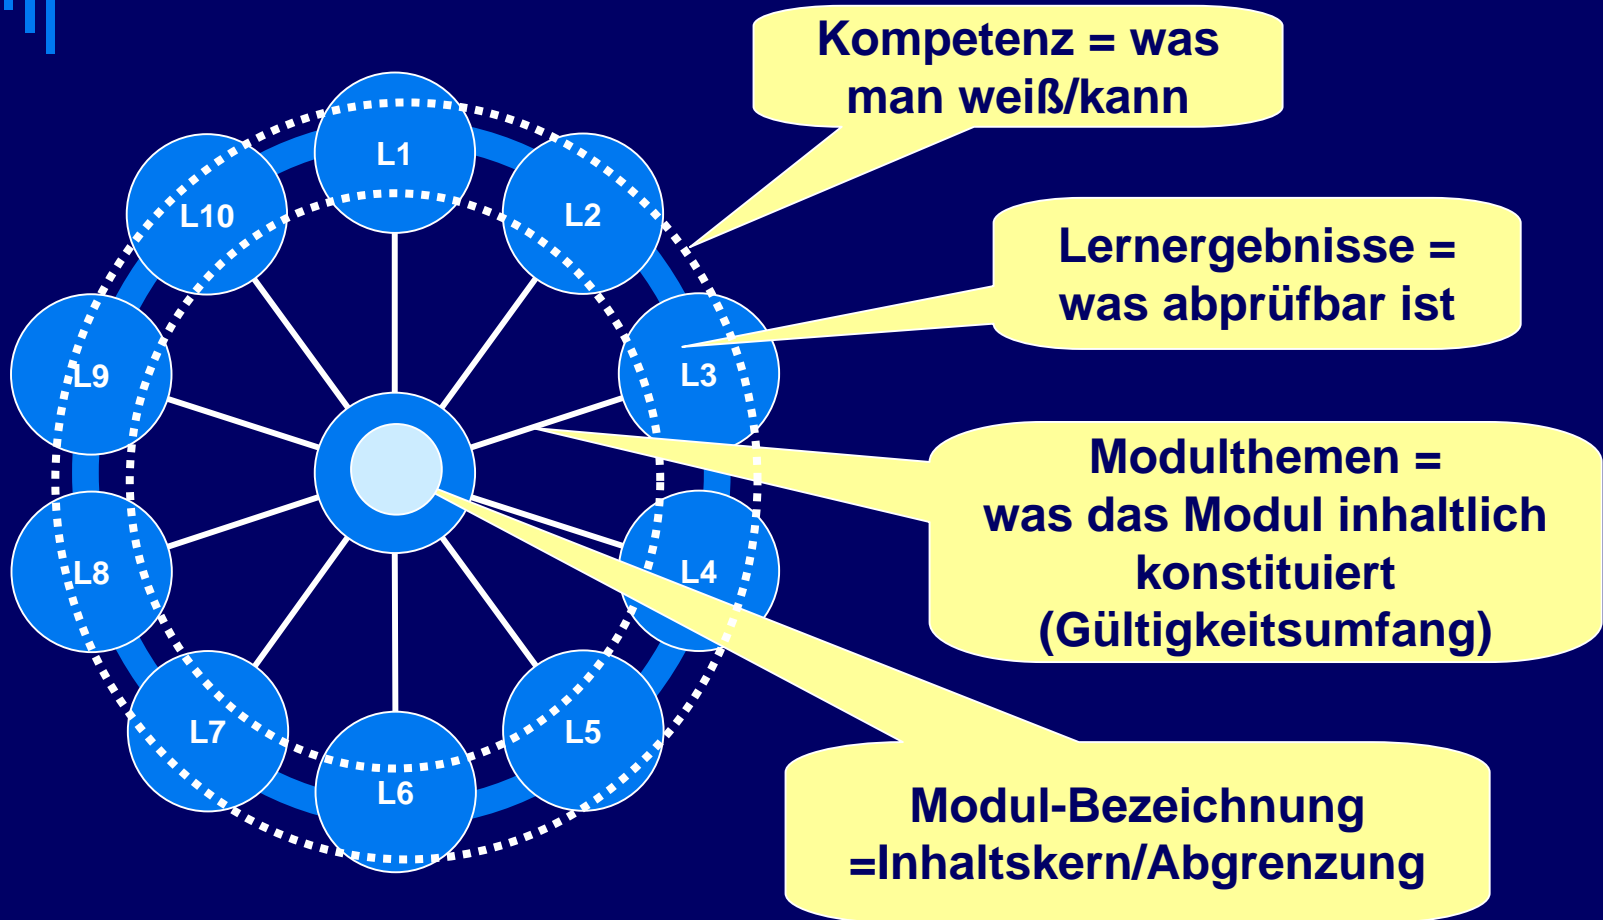 Kompetenz = was
man weiß/kann
L1
L2
L10
Lernergebnisse =
was abprüfbar ist
L3
L9
Modulthemen =
was das Modul inhaltlich
konstituiert
(Gültigkeitsumfang)
L4
L8
L5
L7
L6
Modul-Bezeichnung
=Inhaltskern/Abgrenzung